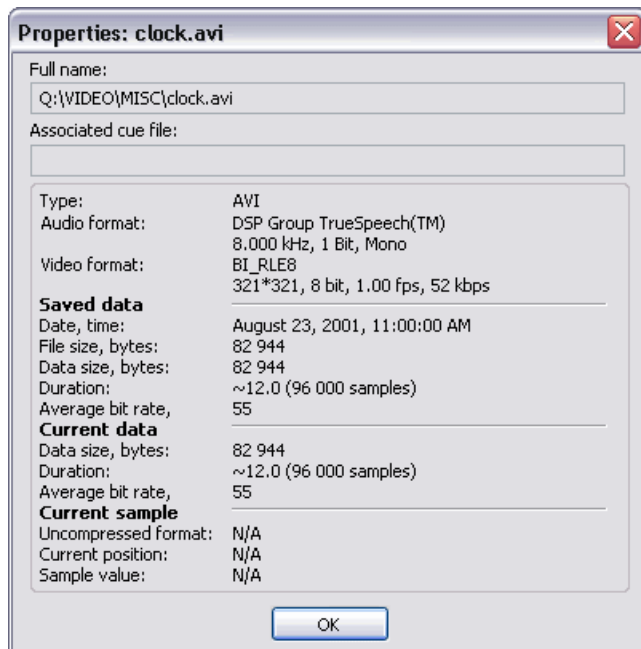 Properties: clock.avi
Full name:
Q:\VIDEO\MISC\clock.avi
Associated cue file:
Type: AVI
Audio format: DSP Group TrueSpeech(TM)
8.000 kHz, 1 Bit, Mono
Video format: BI_RLE8
321*321, 8 bit, 1.00 fps, 52 kbps
Saved data
Date, time: August 23, 2001, 11:00:00 AM
File size, bytes: 82 944
Data size, bytes: 82 944
Duration: ~12.0 (96 000 samples)
Average bit rate, 55
Current data
Data size, bytes: 82 944
Duration: ~12.0 (96 000 samples)
Average bit rate, 55
Current sample
Uncompressed format: N/A
Current position: N/A
Sample value: N/A
OK